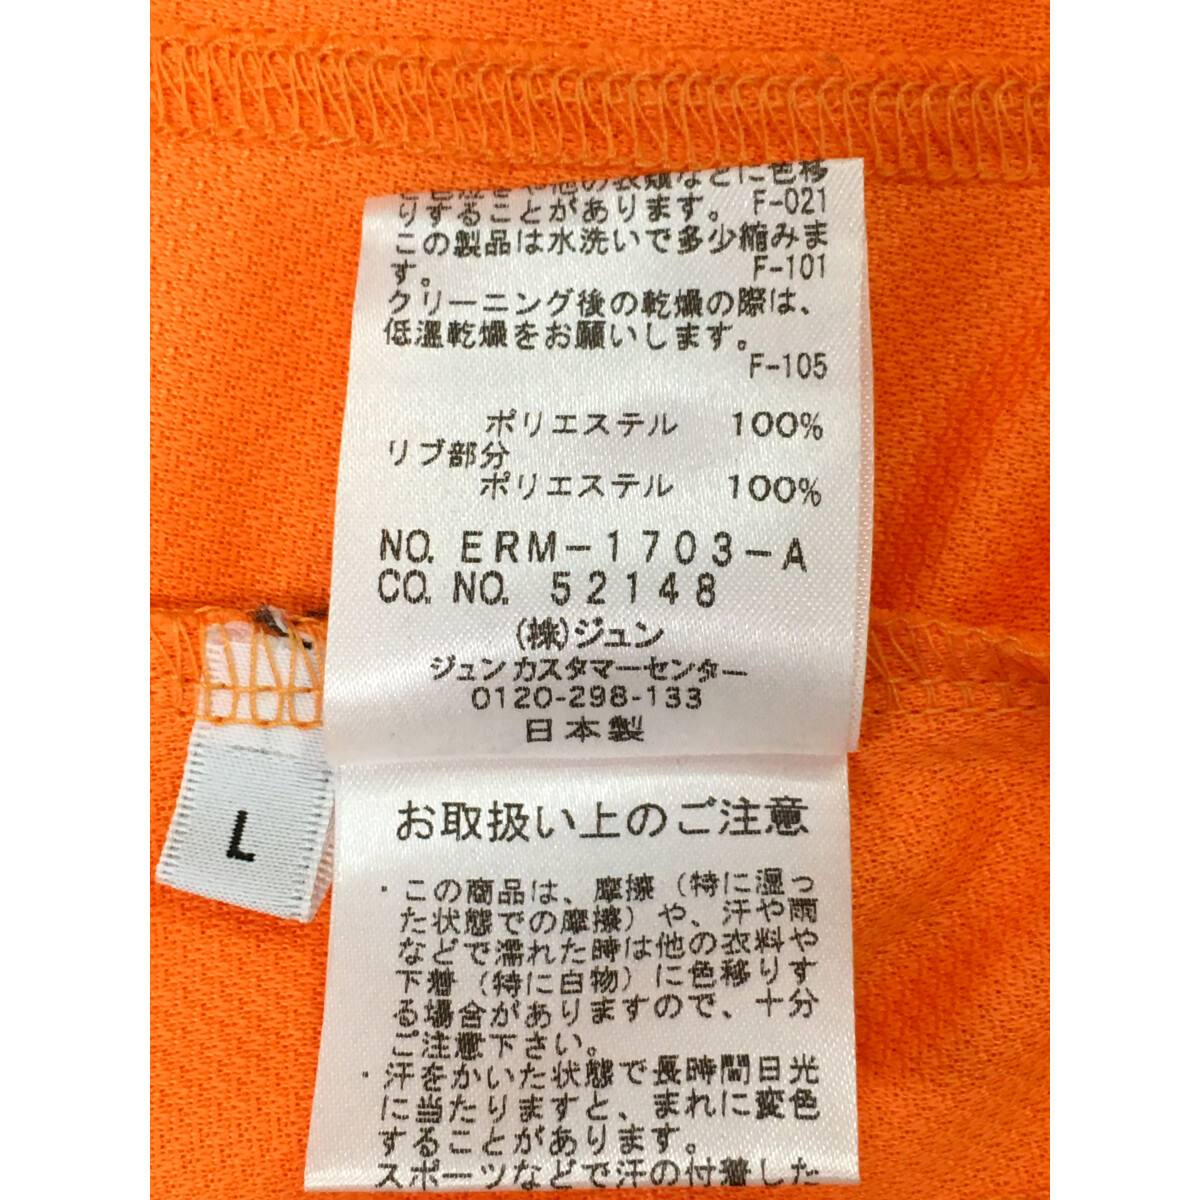 や他の衣類などに色移
りすることがあります。 F-021
この製品は水洗いで多少縮みま
す。 F-101
クリーニング後の乾燥の際は、
低温乾燥をお願いします。
F-105
ポリエステル 100%
リブ部分
ポリエステル 100%
NO. ERM-1703-A
CO. NO. 52148
(株)ジュン
ジュンカスタマーセンター
0120-298-133
日本製
L
お取扱い上のご注意
・この商品は、摩擦(特に湿っ
た状態での摩擦)や、汗や雨
などで濡れた時は他の衣料や
下着(特に白物)に色移りす
る場合がありますので、十分
ご注意下さい。
・汗をかいた状態で長時間日光
に当たりますと、まれに変色
することがあります。
スポーツなどで汗の付着した